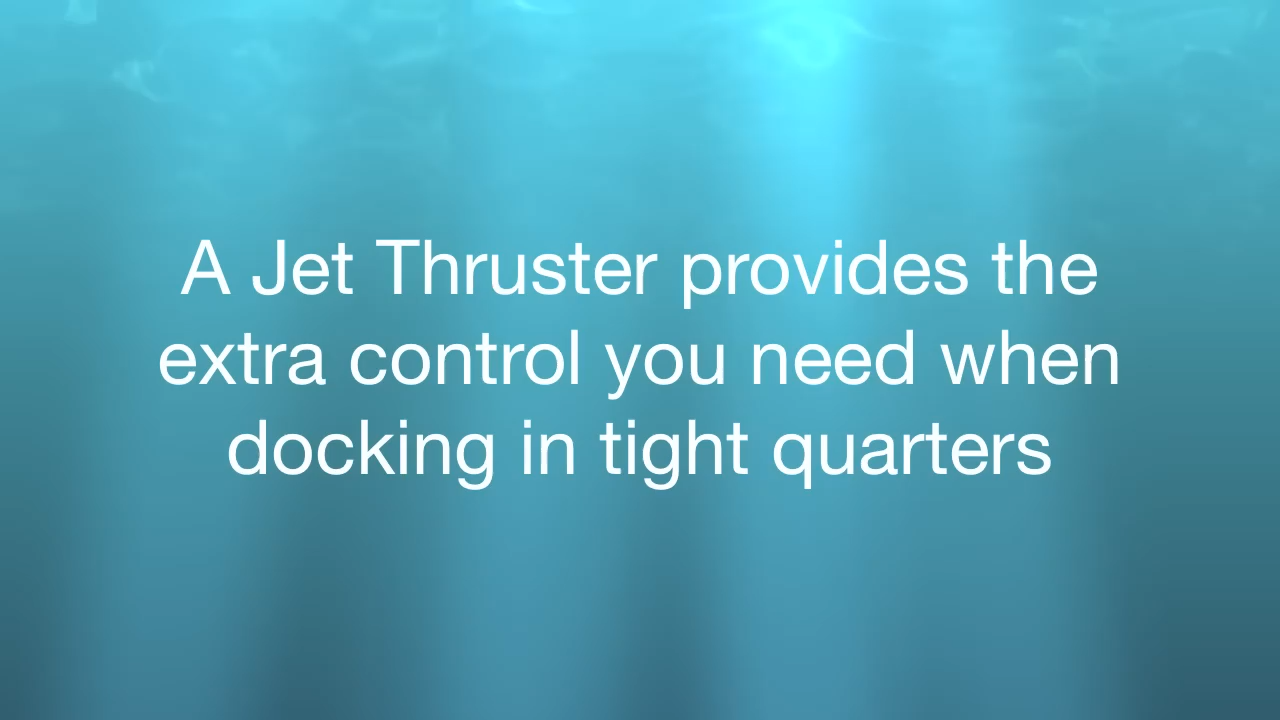 A Jet Thruster provides the
extra control you need when
docking in tight quarters